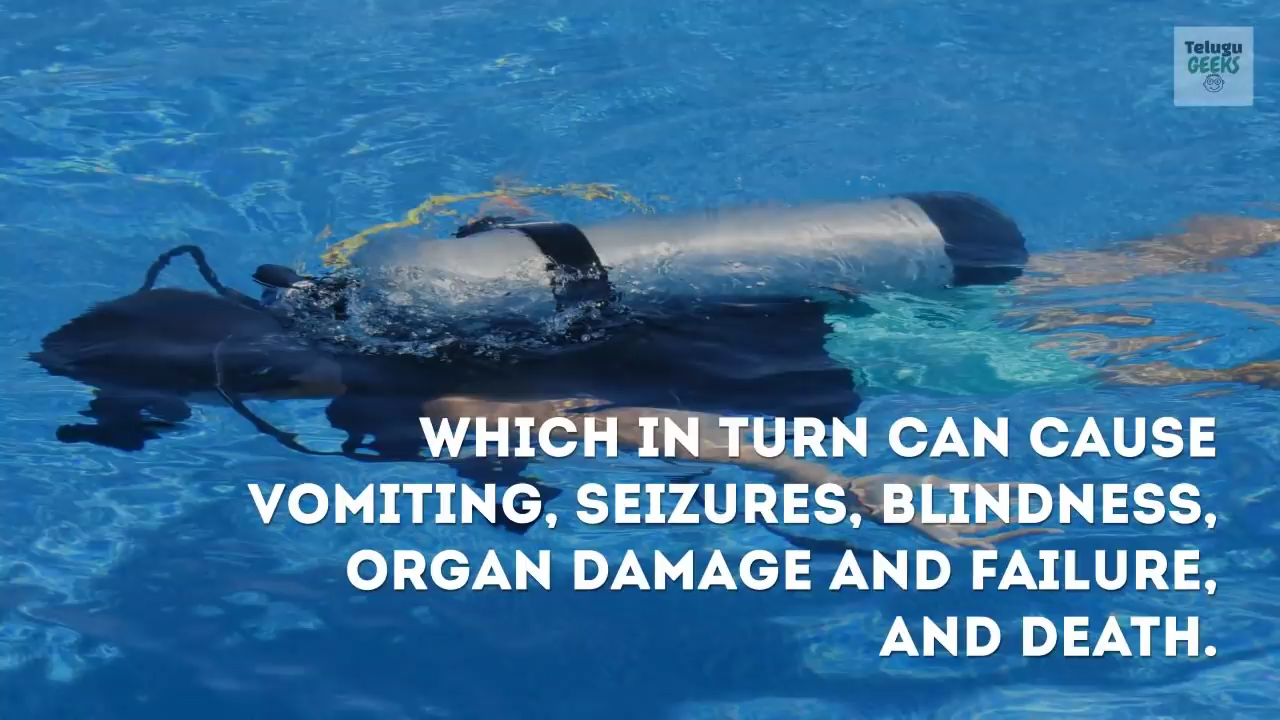 Telugu
GEEKS
WHICH IN TURN CAN CAUSE
VOMITING, SEIZURES, BLINDNESS,
ORGAN DAMAGE AND FAILURE,
AND DEATH.